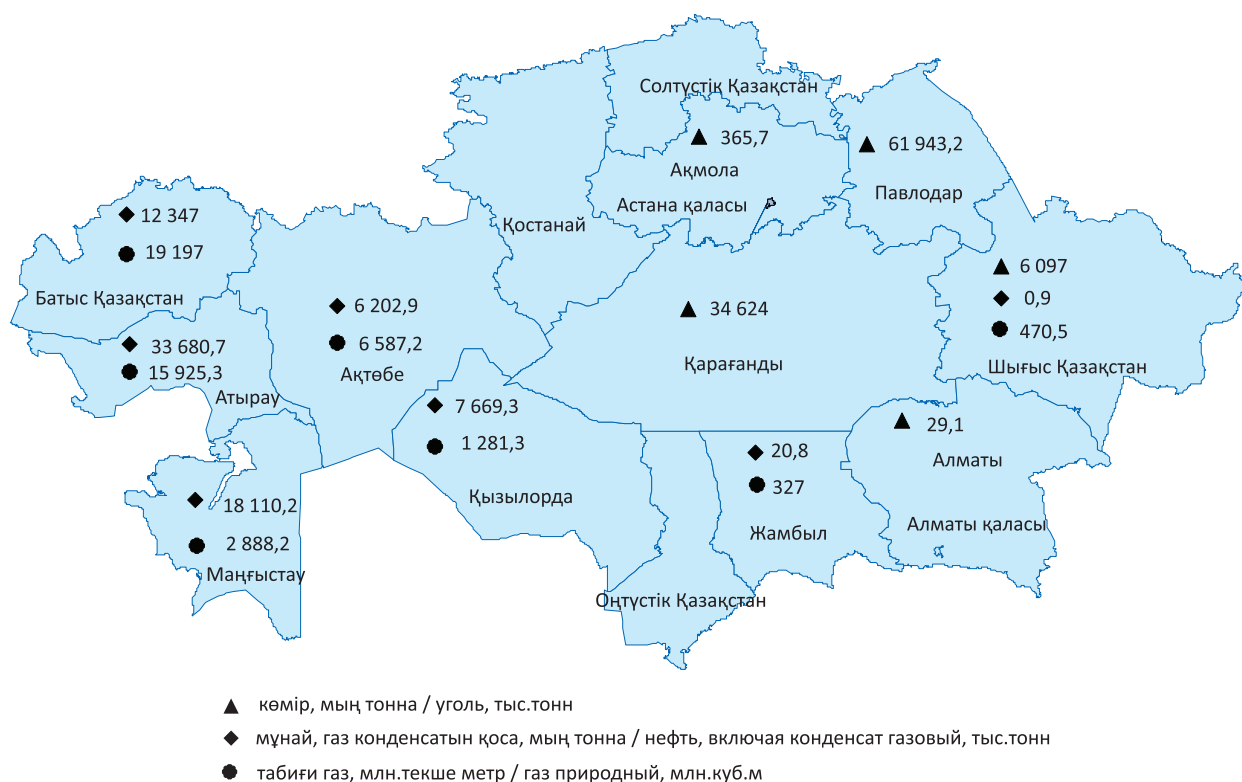 Солтүстік Қазақстан
365,7
Ақмола
Астана қаласы
61 943,2
Павлодар
Қостанай
12 347
19 197
Батыс Қазақстан
6 202,9
6 587,2
Ақтөбе
33 680,7
15 925,3
Атырау
34 624
Қарағанды
6 097
0,9
470,5
Шығыс Қазақстан
7 669,3
1 281,3
Қызылорда
20,8
327
Жамбыл
29,1
Алматы
Алматы қаласы
18 110,2
2 888,2
Маңғыстау
Оңтүстік Қазақстан
көмір, мың тонна / уголь, тыс.тонн
мұнай, газ конденсатын қоса, мың тонна / нефть, включая конденсат газовый, тыс.тонн
табиғи газ, млн.текше метр / газ природный, млн.куб.м